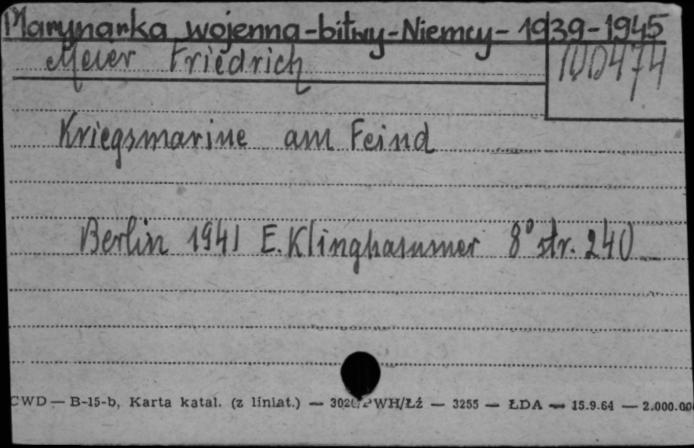 Marynarka wojenna-bitwy-Niemcy-1939-1945
Meier Friedrich
100474
Kriegsmarine am Feind
Berlin 1941 E. Klinghammer 8° str. 240
CWD — B-15-b, Karta katal. (z liniat.) — WH/Łź — 3255 — ŁDA — 15.9.64 — 2.000.00